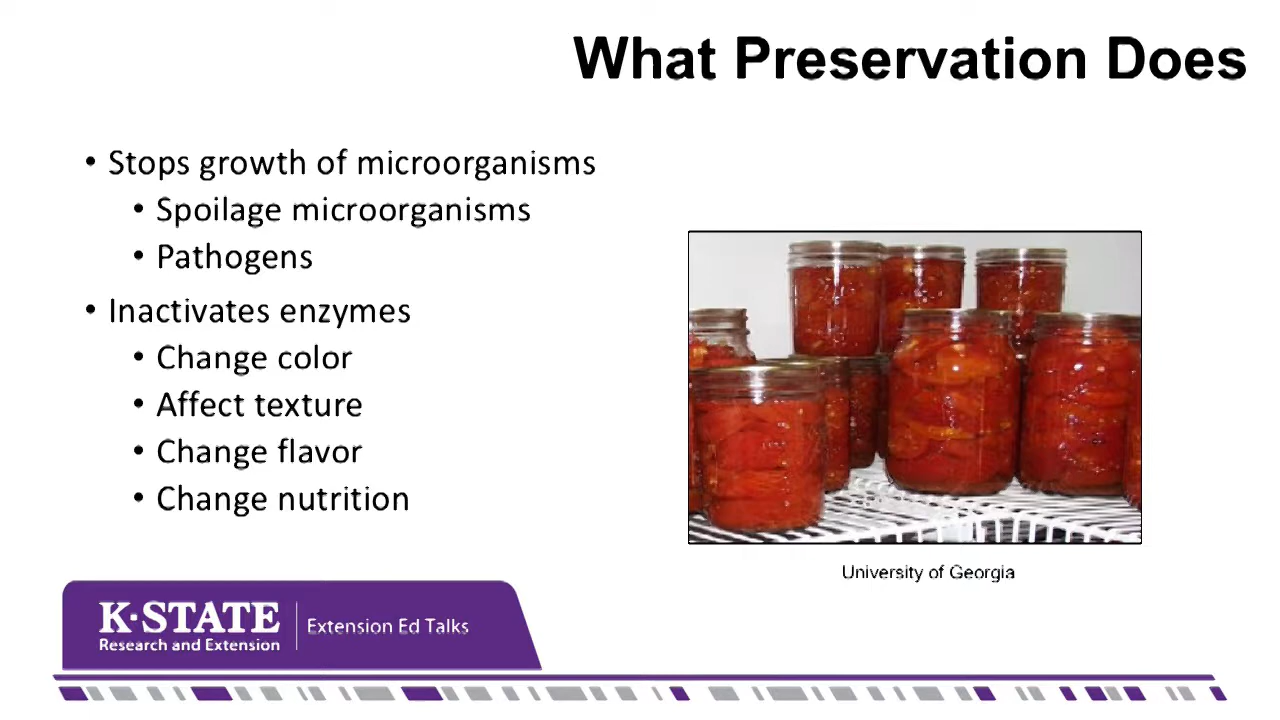 What Preservation Does
• Stops growth of microorganisms
• Spoilage microorganisms
• Pathogens
• Inactivates enzymes
• Change color
• Affect texture
• Change flavor
• Change nutrition
University of Georgia
K-STATE
Research and Extension
Extension Ed Talks